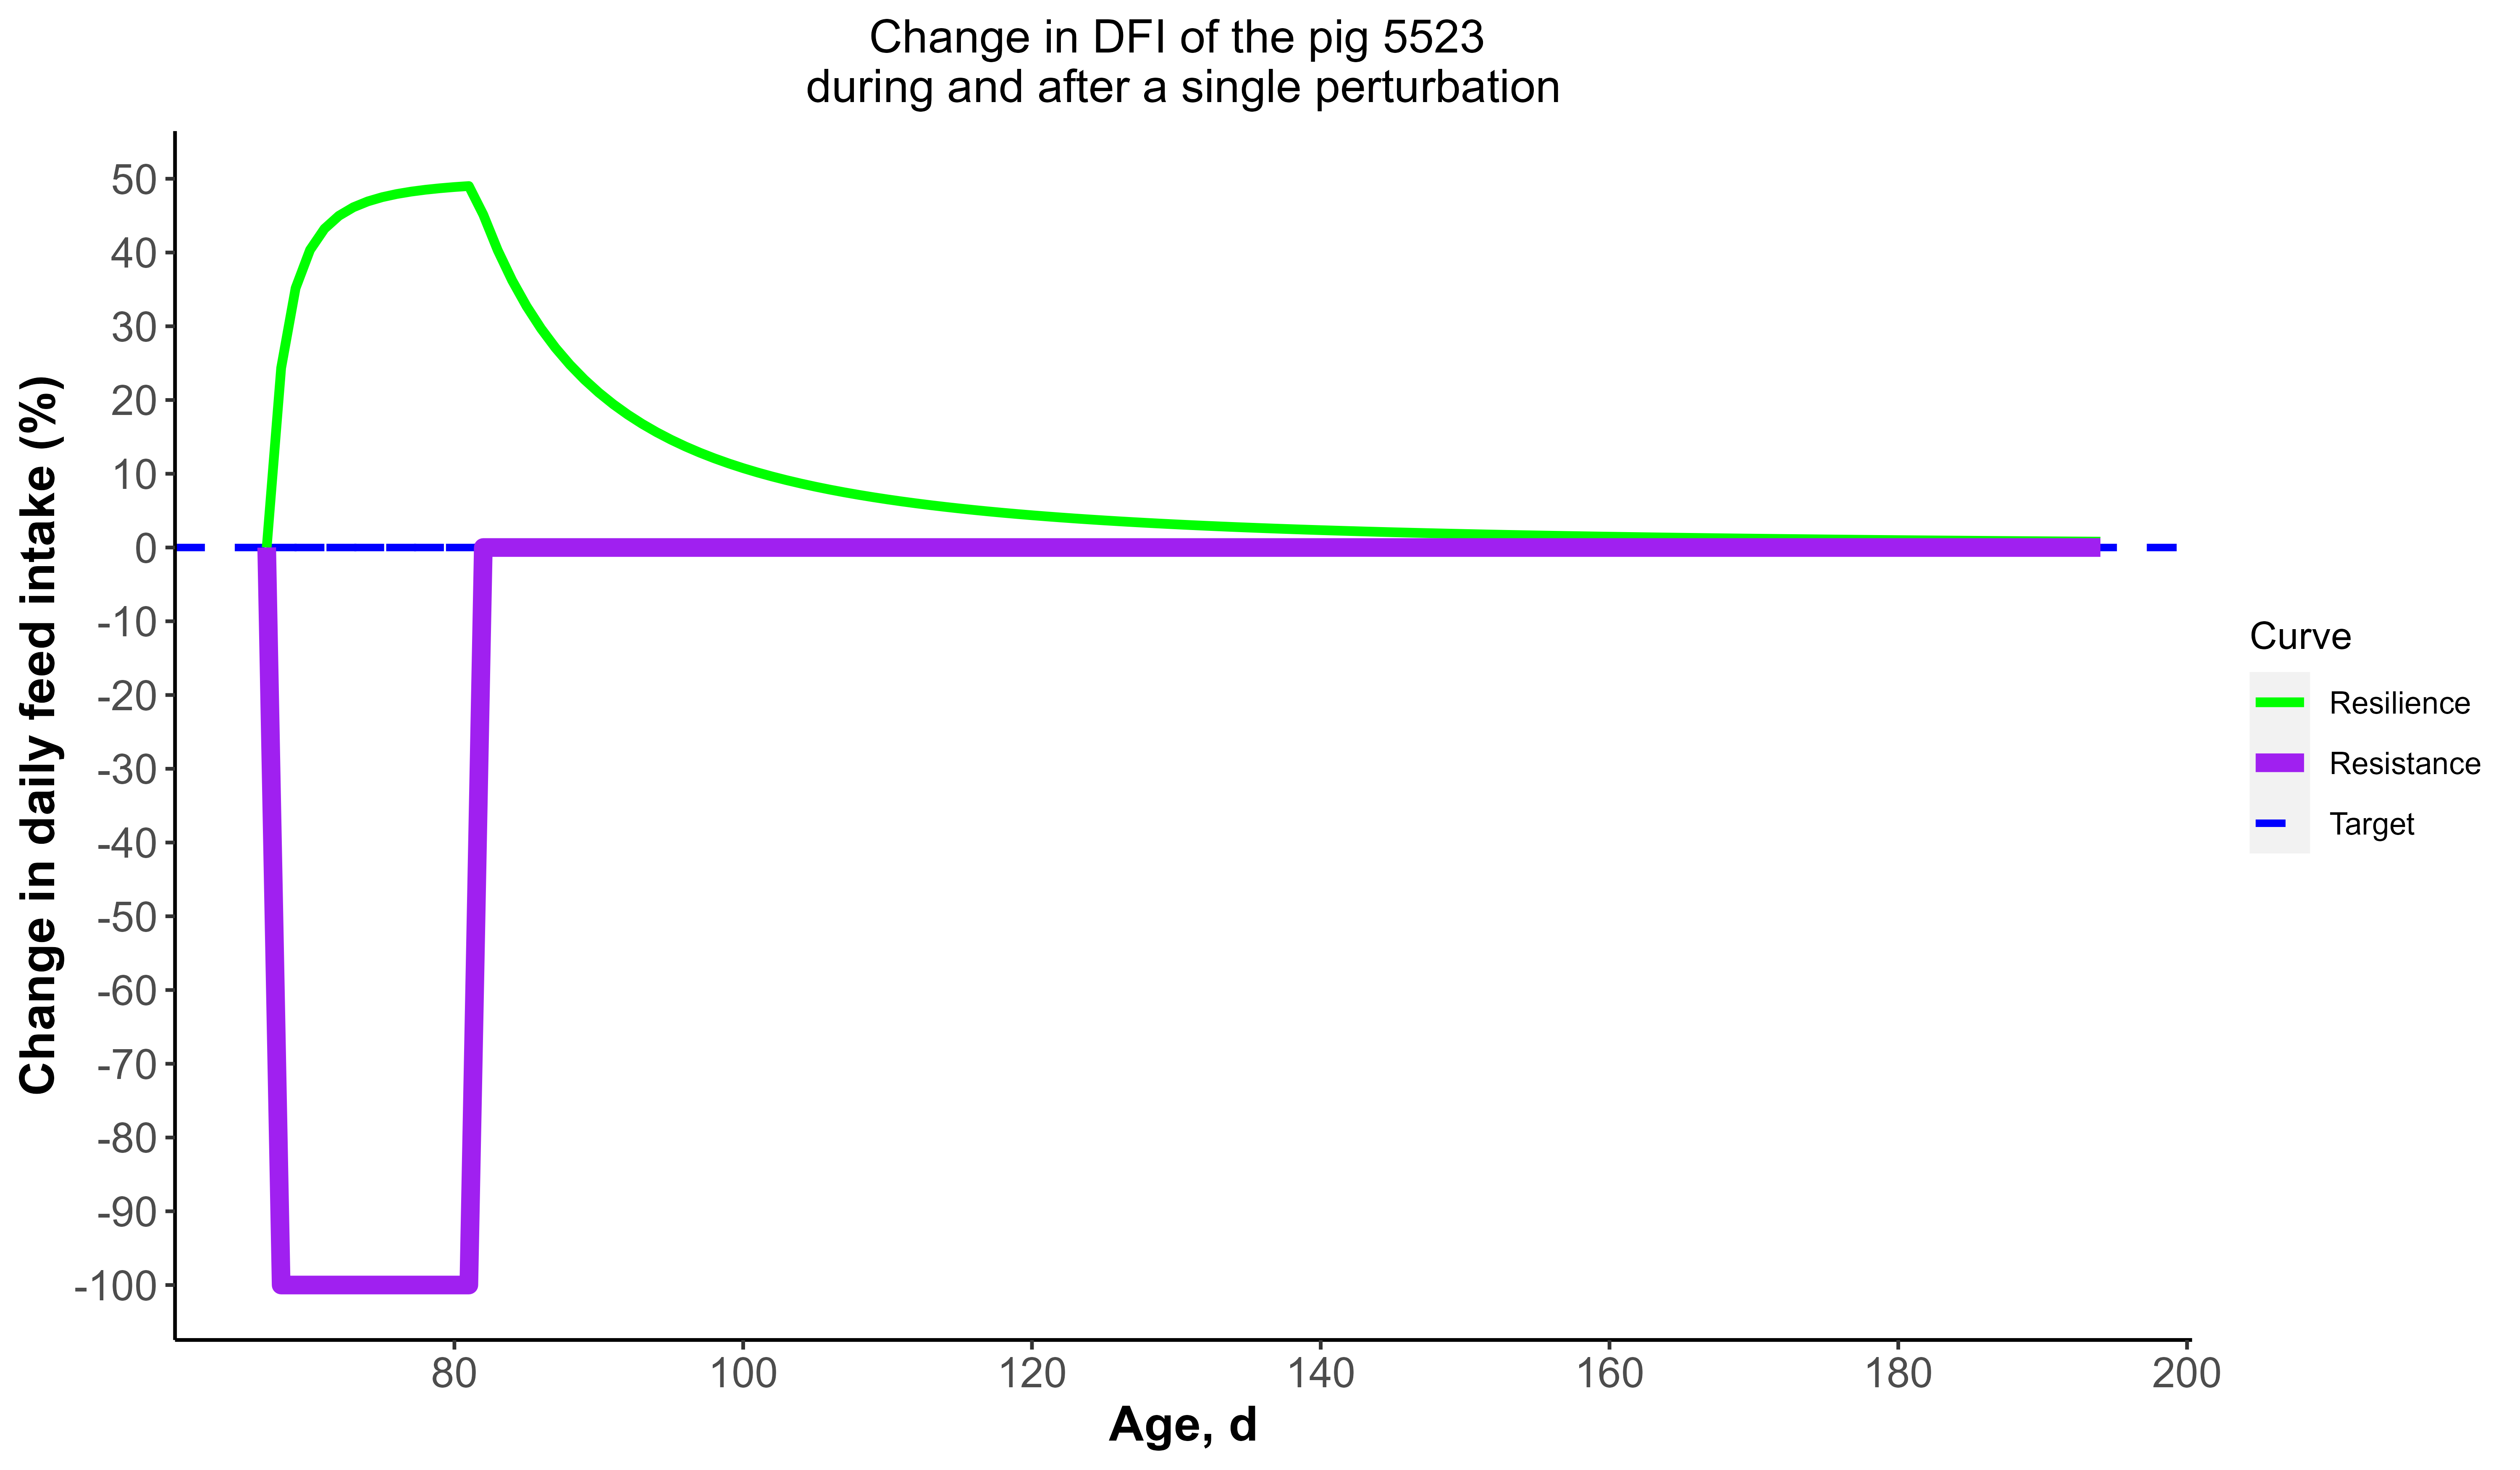 Change in DFI of the pig 5523
during and after a single perturbation
Change in daily feed intake (%)
50
40
30
20
10
0
-10
-20
-30
-40
-50
-60
-70
-80
-90
-100
80 100 120 140 160 180 200
Age, d
Curve
Resilience
Resistance
Target